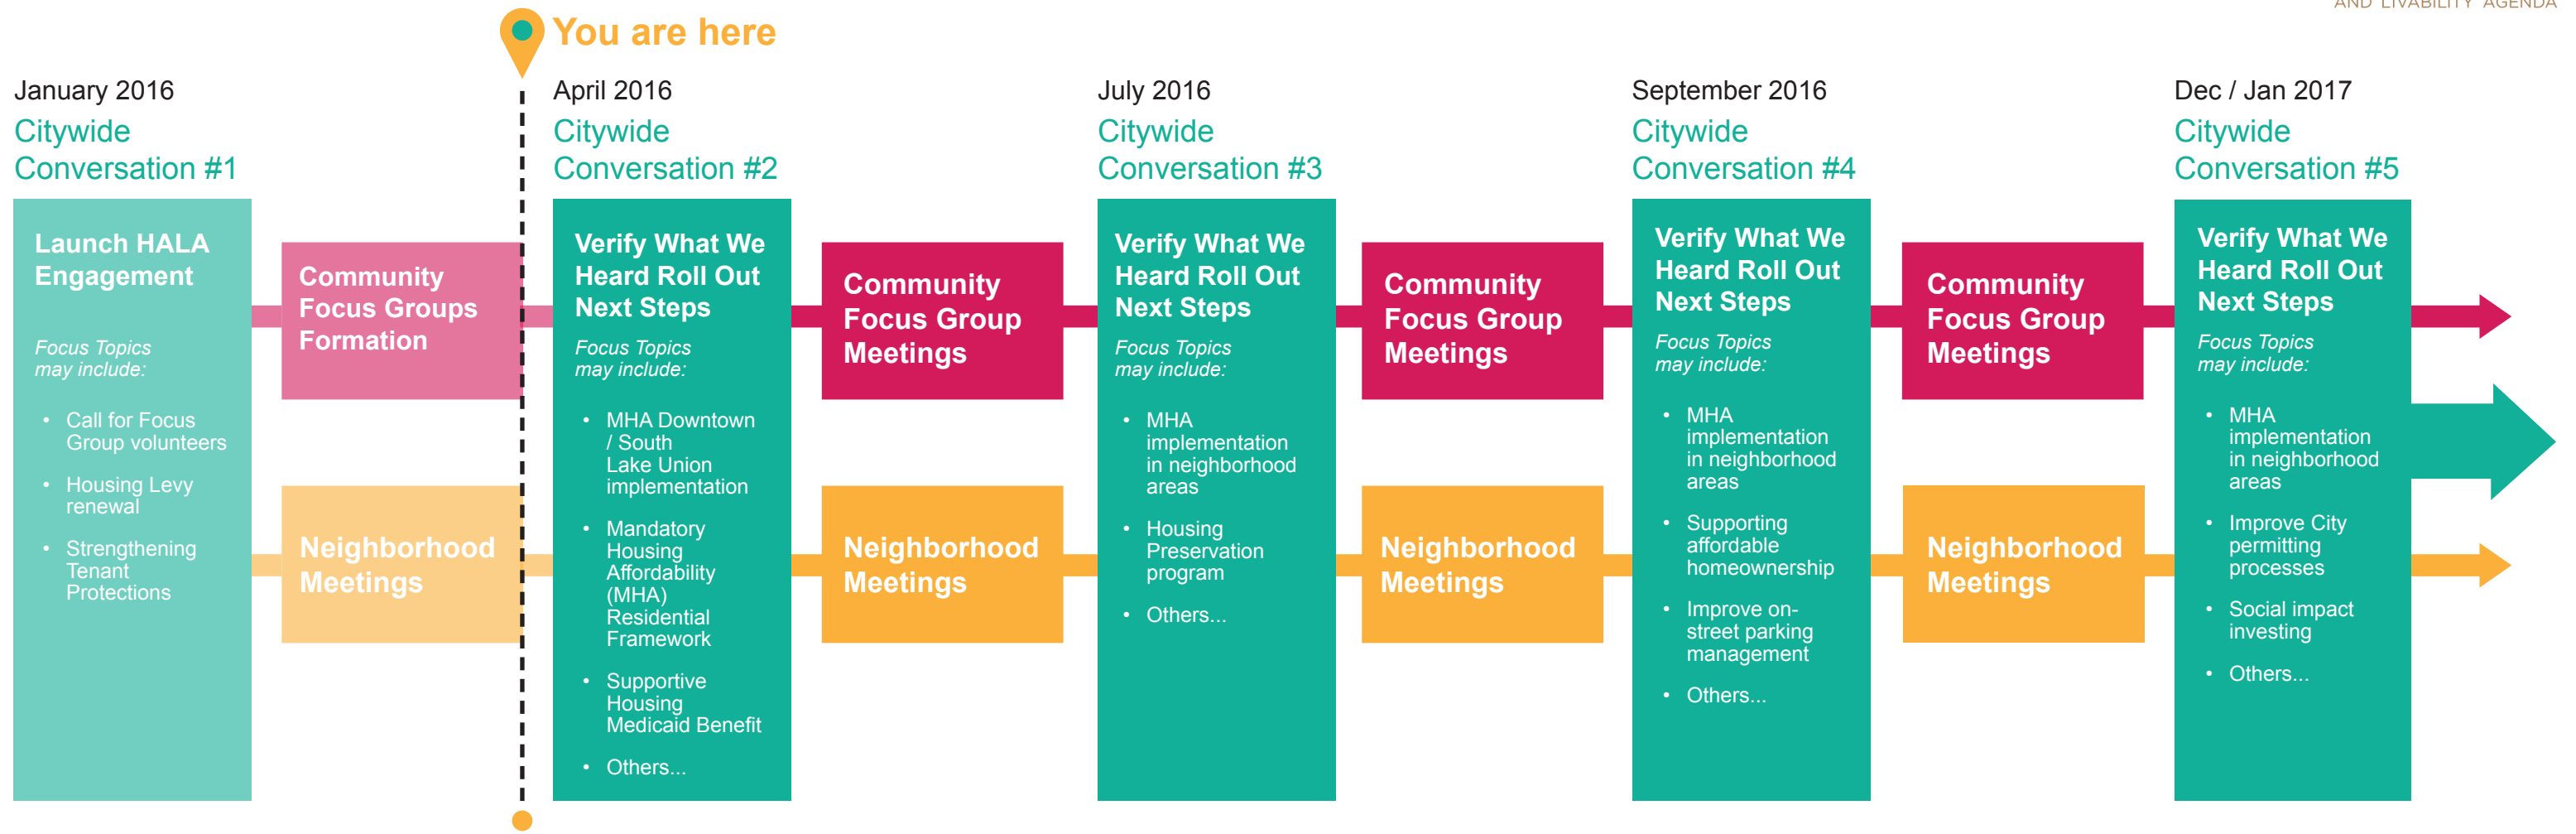 AND LIVABILITY AGENDA
You are here
January 2016
Citywide
Conversation #1
Launch HALA
Engagement
Focus Topics
may include:
• Call for Focus
Group volunteers
• Housing Levy
renewal
• Strengthening
Tenant
Protections
Community
Focus Groups
Formation
Neighborhood
Meetings
April 2016
Citywide
Conversation #2
Verify What We
Heard Roll Out
Next Steps
Focus Topics
may include:
• MHA Downtown
/ South
Lake Union
implementation
• Mandatory
Housing
Affordability
(MHA)
Residential
Framework
• Supportive
Housing
Medicaid Benefit
• Others...
Community
Focus Group
Meetings
Neighborhood
Meetings
July 2016
Citywide
Conversation #3
Verify What We
Heard Roll Out
Next Steps
Focus Topics
may include:
• MHA
implementation
in neighborhood
areas
• Housing
Preservation
program
• Others...
Community
Focus Group
Meetings
Neighborhood
Meetings
September 2016
Citywide
Conversation #4
Verify What We
Heard Roll Out
Next Steps
Focus Topics
may include:
• MHA
implementation
in neighborhood
areas
• Supporting
affordable
homeownership
• Improve on-
street parking
management
• Others...
Community
Focus Group
Meetings
Neighborhood
Meetings
Dec / Jan 2017
Citywide
Conversation #5
Verify What We
Heard Roll Out
Next Steps
Focus Topics
may include:
• MHA
implementation
in neighborhood
areas
• Improve City
permitting
processes
• Social impact
investing
• Others...